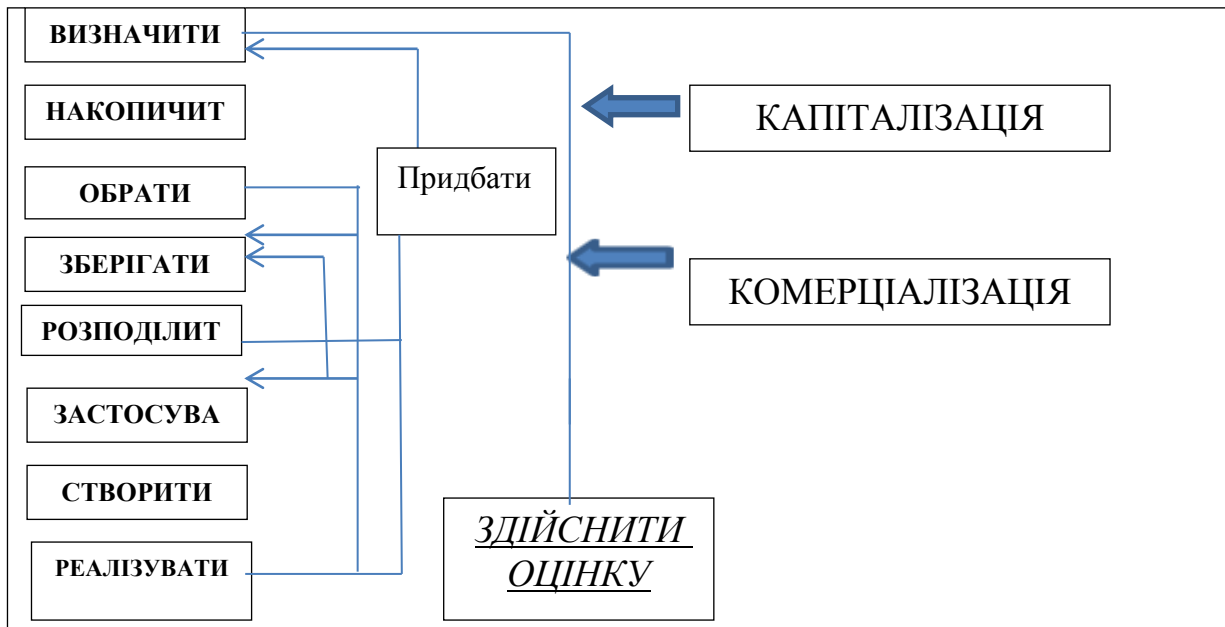 ВИЗНАЧИТИ
НАКОПИЧИТ
ОБРАТИ
ЗБЕРІГАТИ
РОЗПОДІЛИТ
ЗАСТОСУВА
СТВОРИТИ
РЕАЛІЗУВАТИ
Придбати
ЗДІЙСНИТИ
ОЦІНКУ
КАПІТАЛІЗАЦІЯ
КОМЕРЦІАЛІЗАЦІЯ